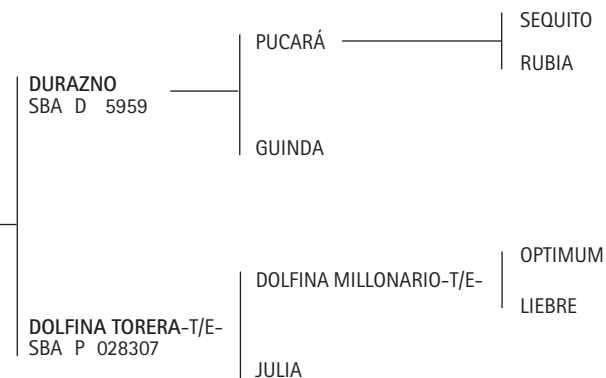 SEQUITO
PUCARÁ
RUBIA
DURAZNO
SBA D 5959
GUINDA
OPTIMUM
DOLFINA MILLONARIO-T/E-
LIEBRE
DOLFINA TORERA-T/E-
SBA P 028307
JULIA